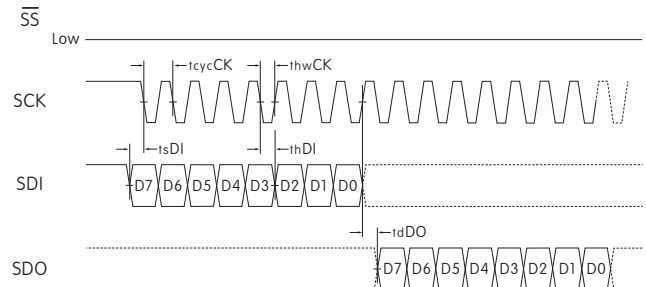 SS
Low
tcycCK thwCK
SCK
tsDI thDI
SDI D7 D6 D5 D4 D3 D2 D1 D0
tdDO
SDO D7 D6 D5 D4 D3 D2 D1 D0